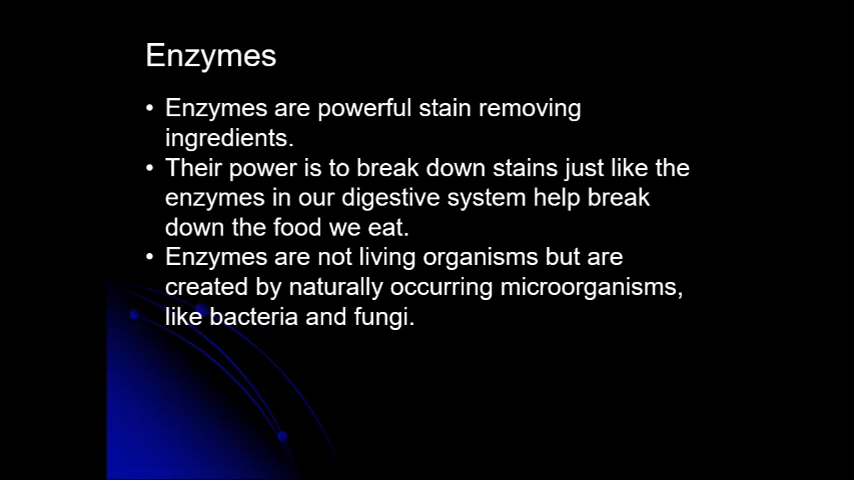 Enzymes
• Enzymes are powerful stain removing
ingredients.
• Their power is to break down stains just like the
enzymes in our digestive system help break
down the food we eat.
• Enzymes are not living organisms but are
created by naturally occurring microorganisms,
like bacteria and fungi.